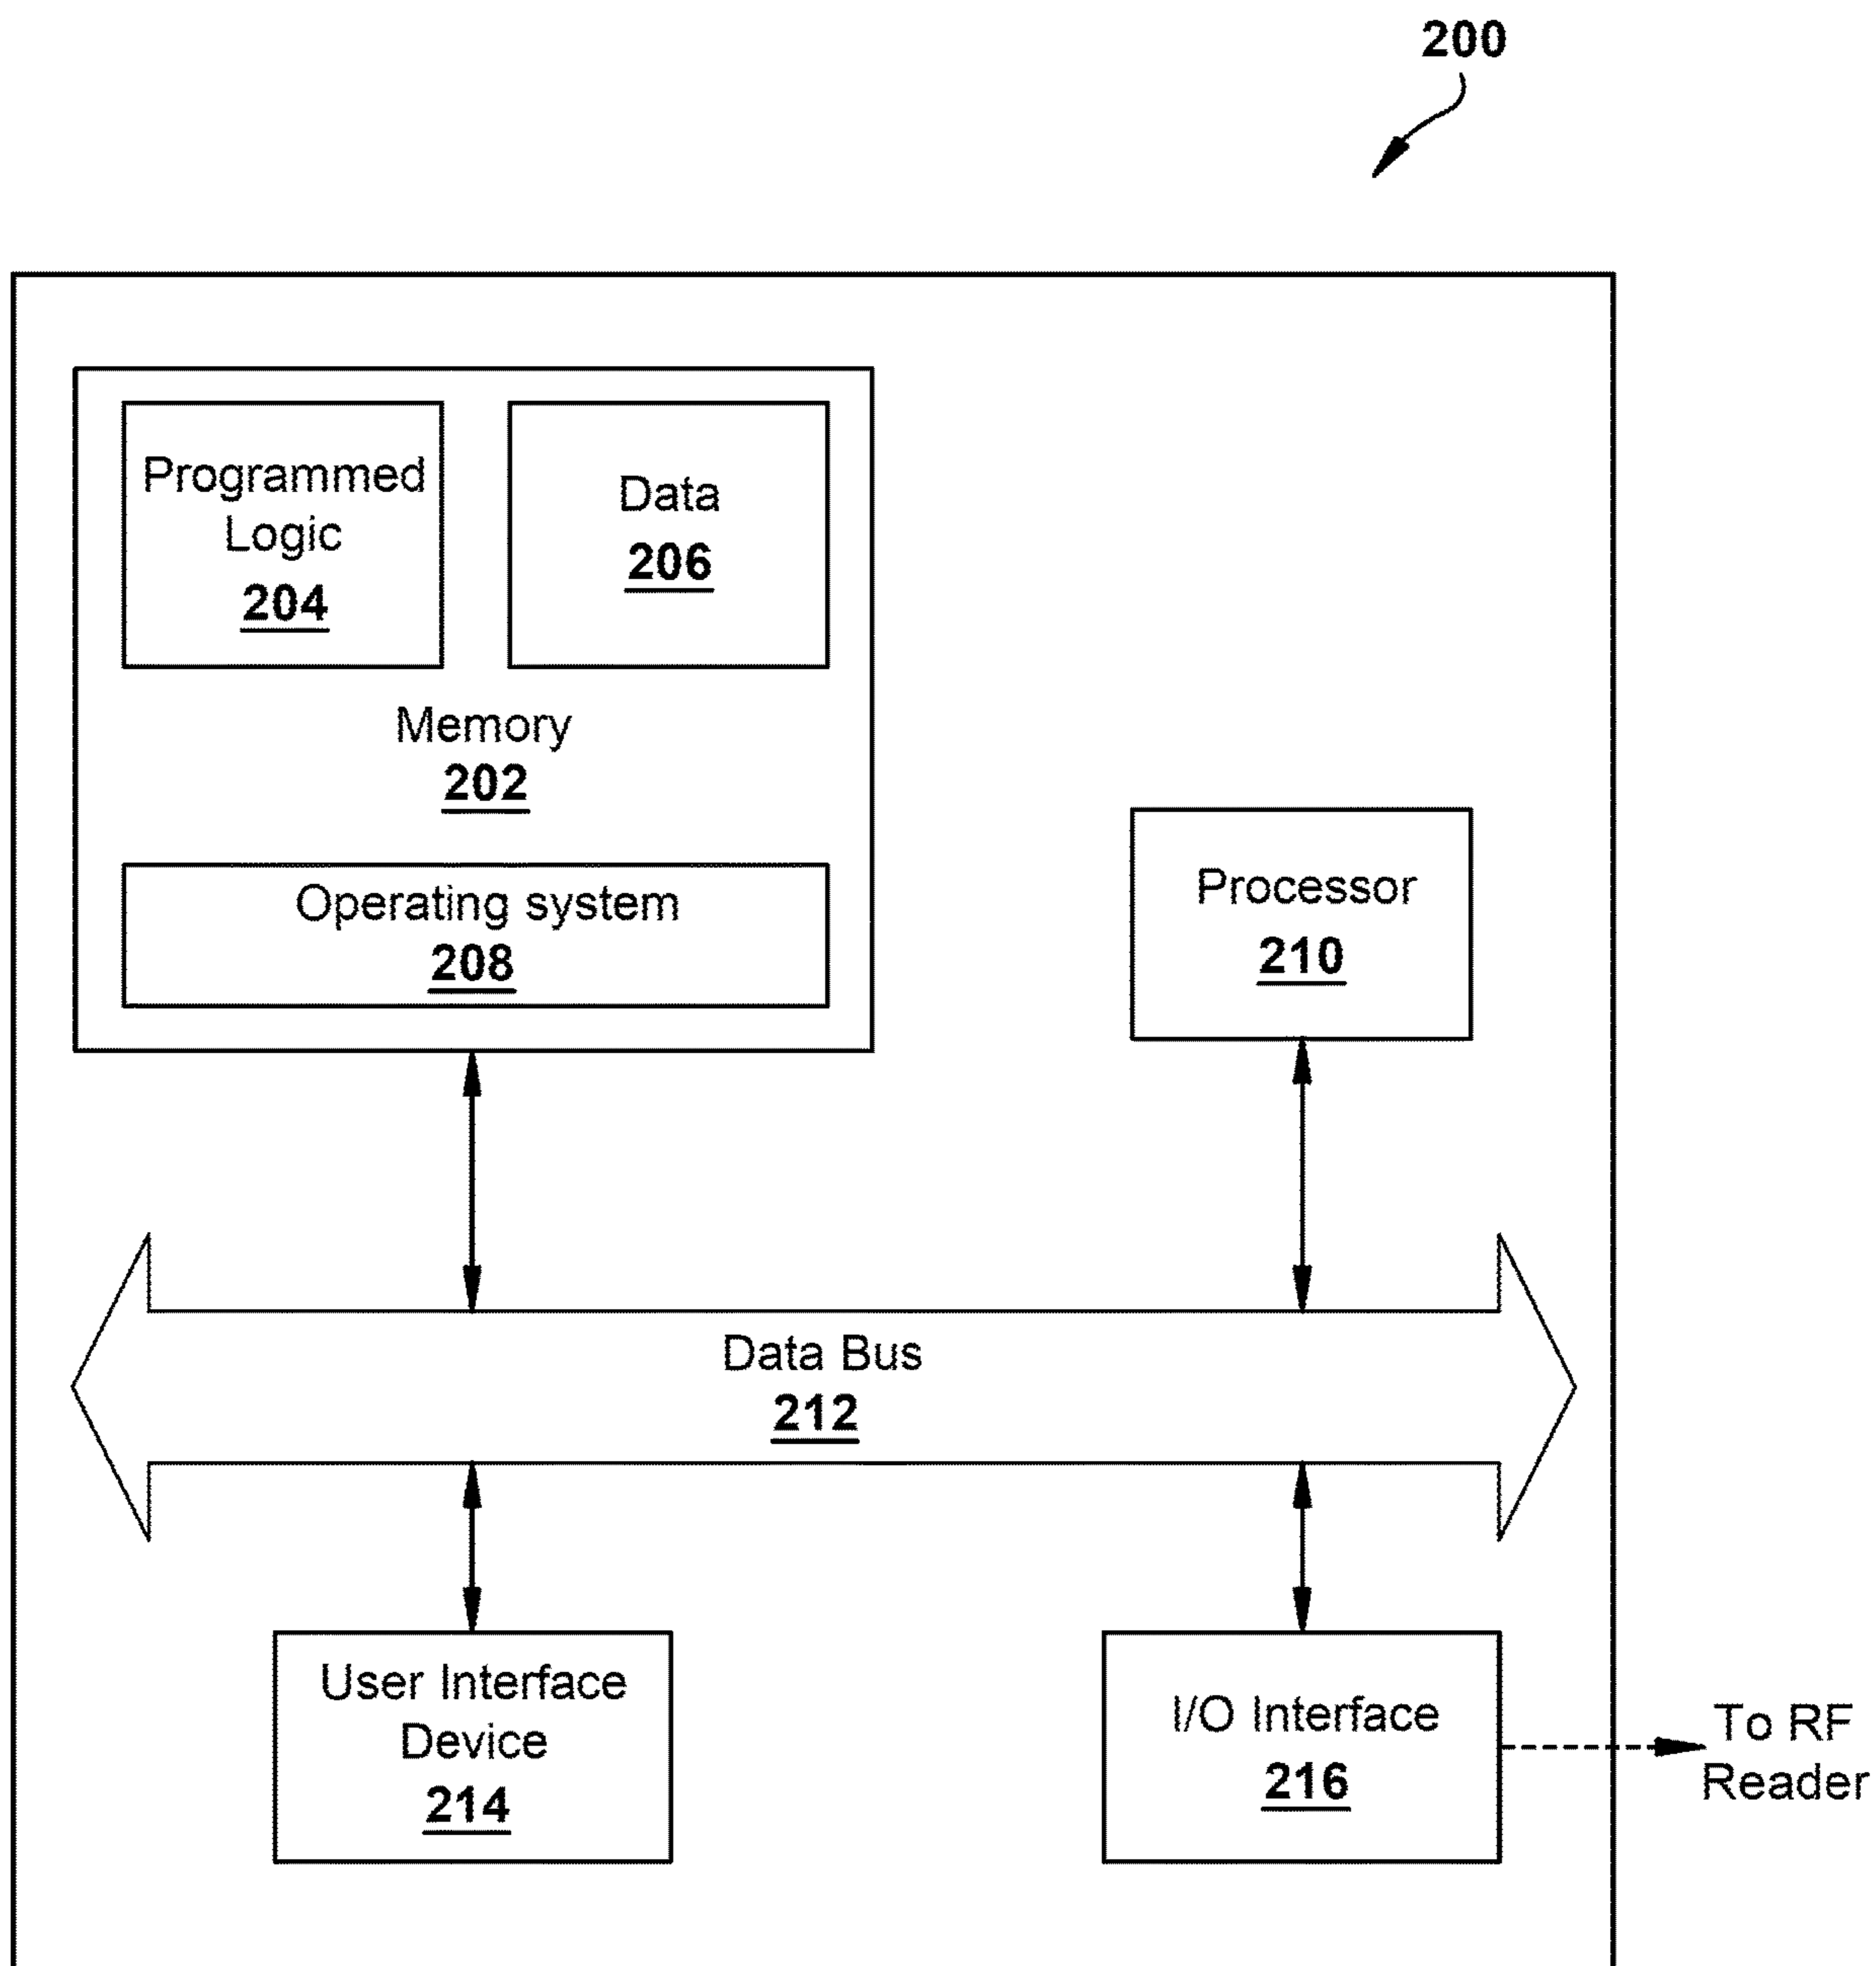 200
Programmed
Logic
204
Data
206
Memory
202
Operating system
208
Processor
210
Data Bus
212
User Interface
Device
214
I/O Interface
216
To RF
Reader